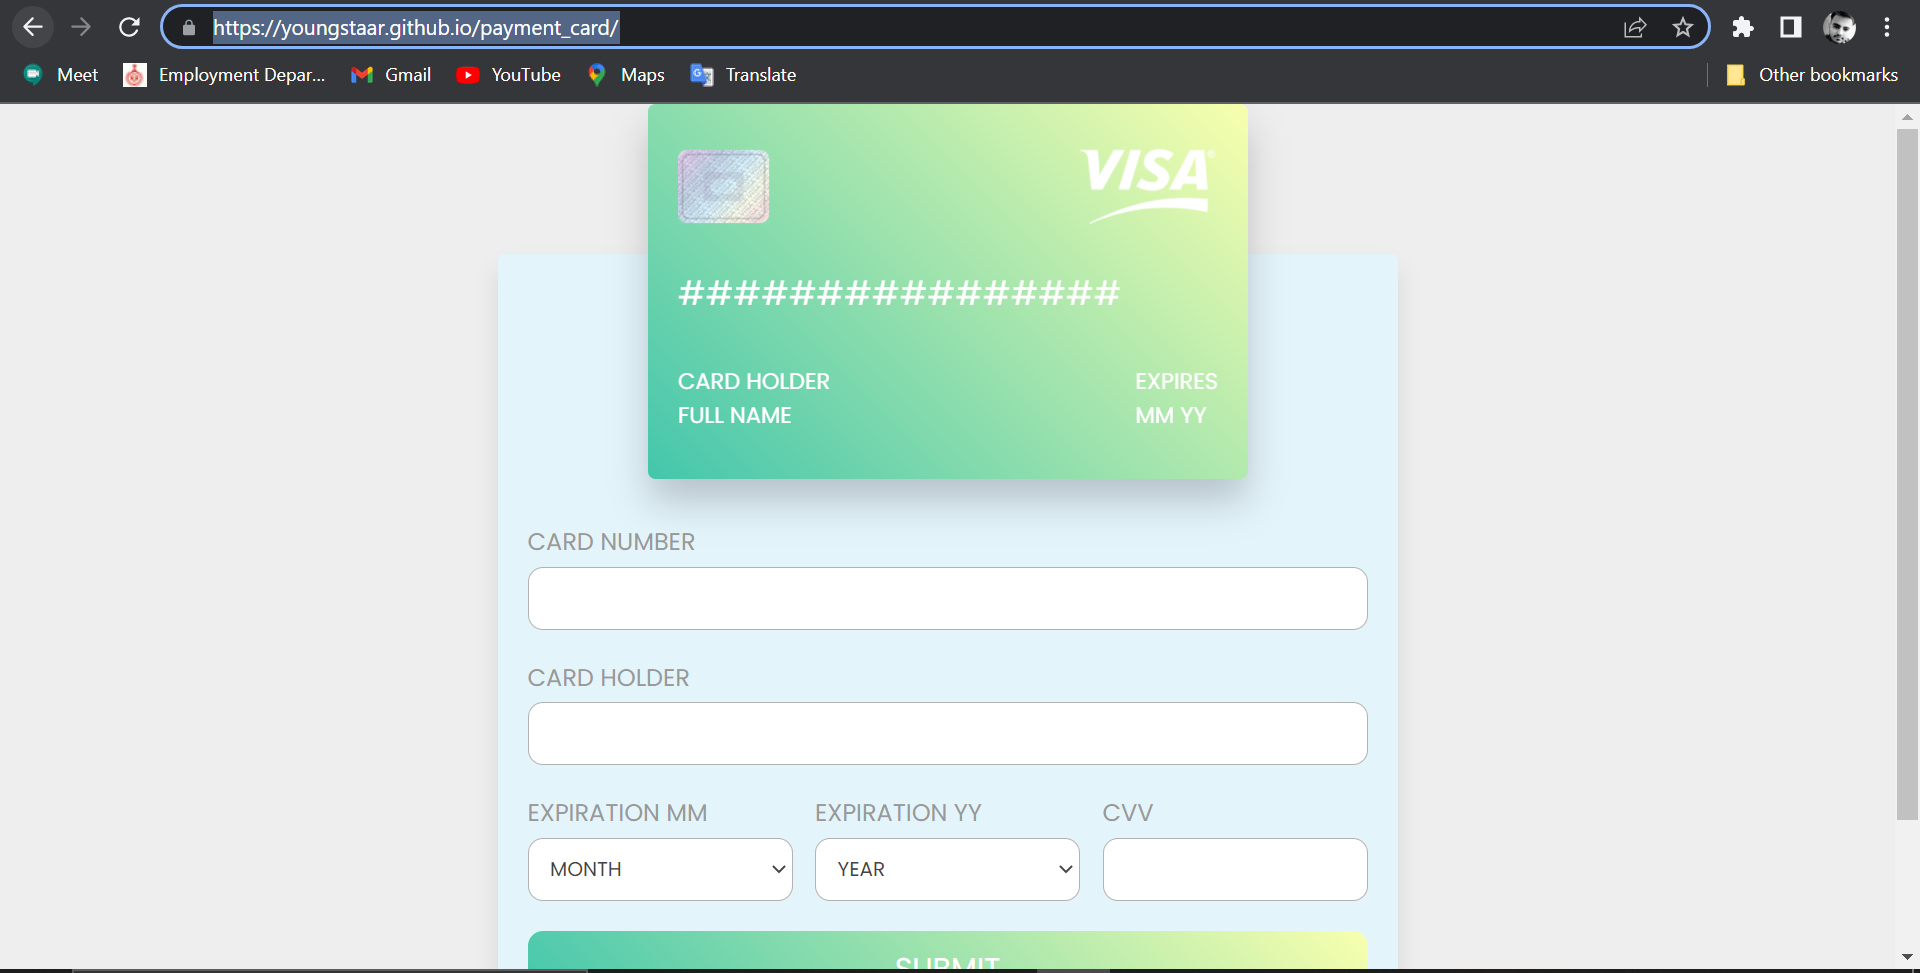 https://youngstaar.github.io/payment_card/
Meet Employment Depar... Gmail YouTube Maps Translate Other bookmarks
VISA
################
CARD HOLDER EXPIRES
FULL NAME MM YY
CARD NUMBER
CARD HOLDER
EXPIRATION MM EXPIRATION YY CVV
MONTH YEAR
SUBMIT